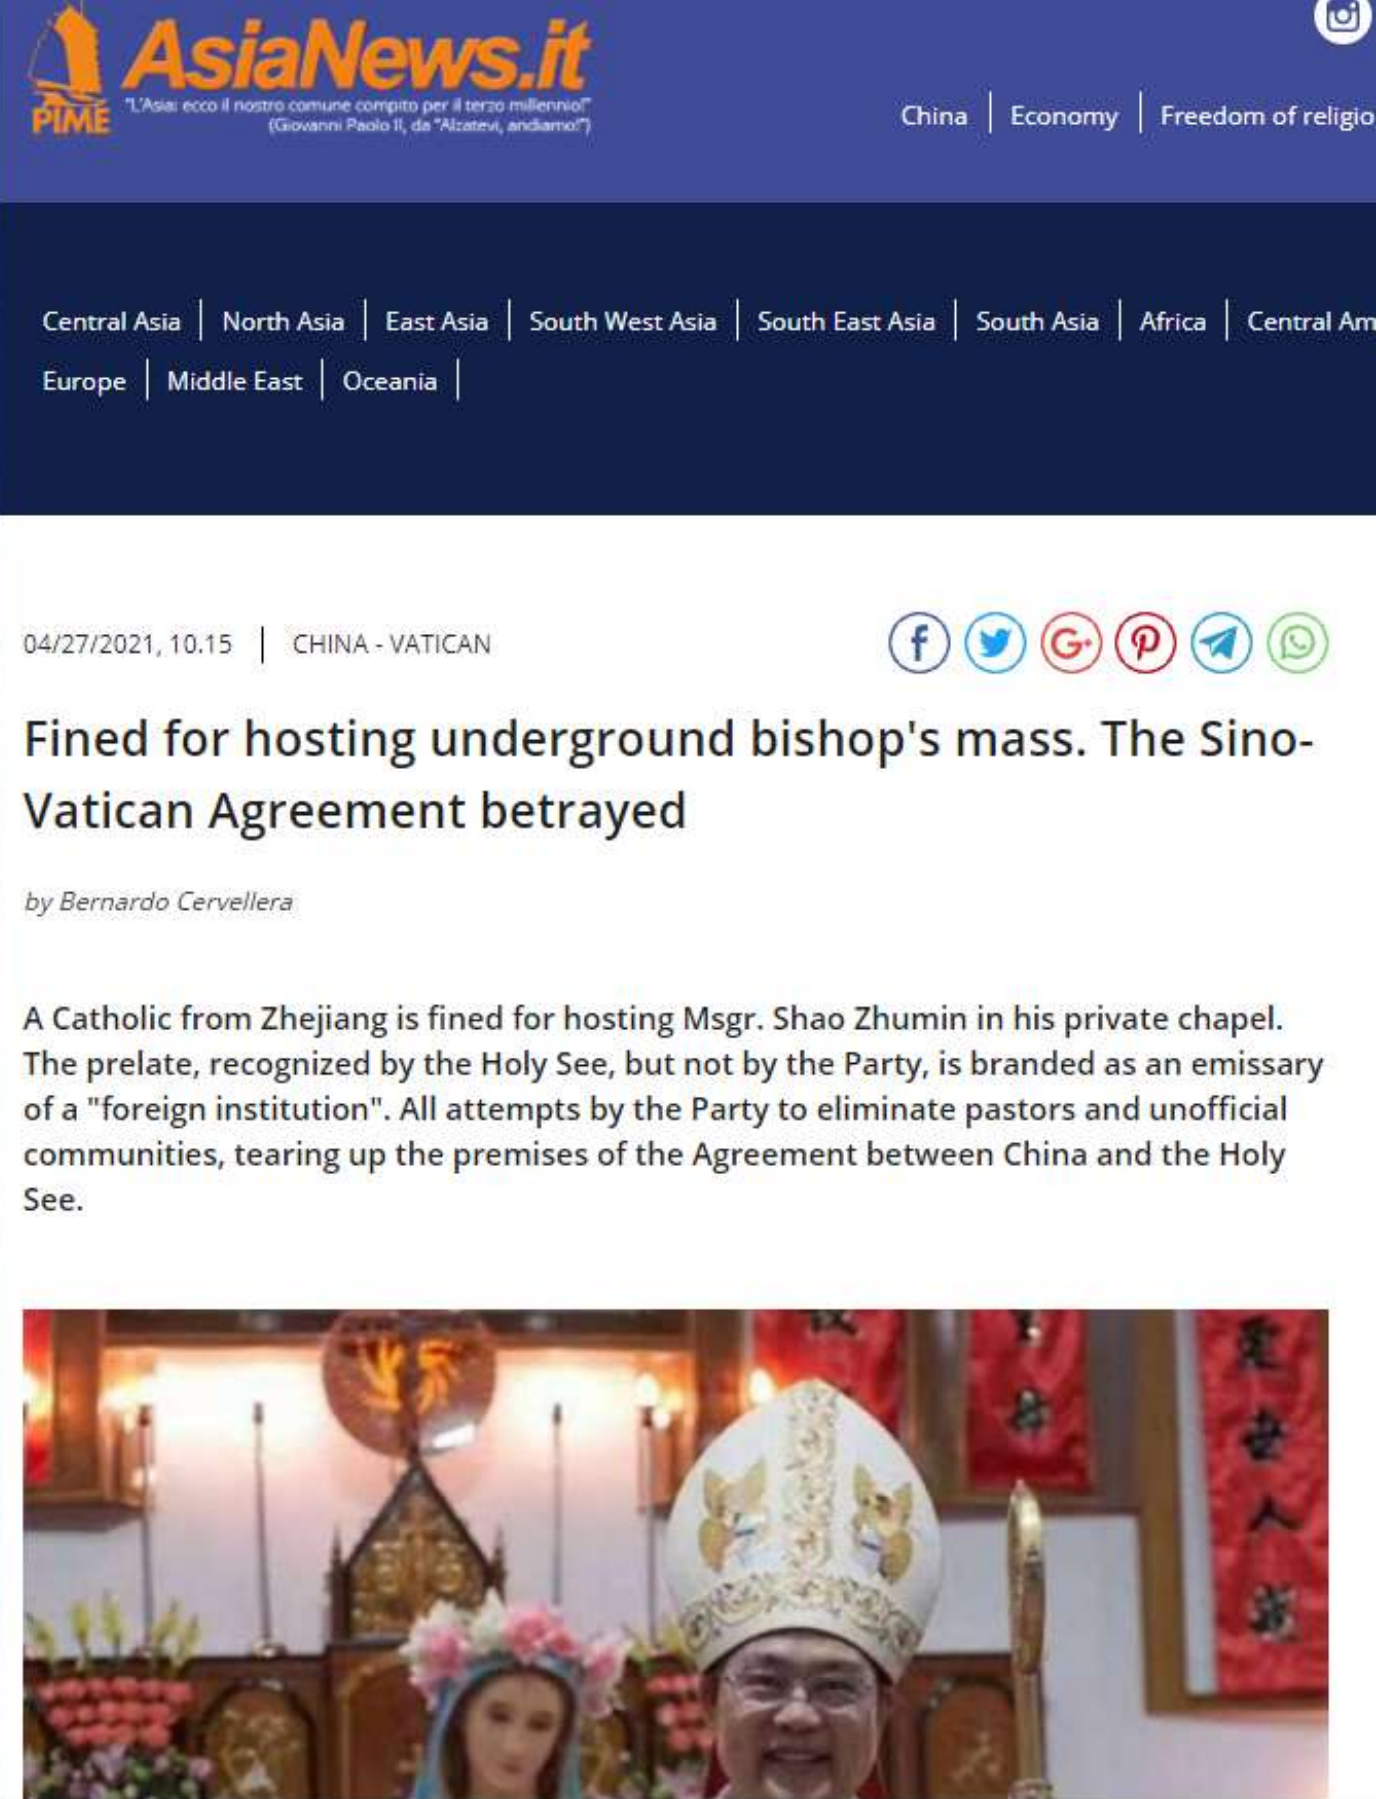 AsiaNews.it
PIME
"L'Asia: ecco il nostro comune compito per il terzo millennio!"
(Giovanni Paolo II, da "Alzatevi, andiamo!")
China | Economy | Freedom of religio
Central Asia | North Asia | East Asia | South West Asia | South East Asia | South Asia | Africa | Central Am
Europe | Middle East | Oceania |
04/27/2021, 10.15 | CHINA - VATICAN
Fined for hosting underground bishop's mass. The Sino-
Vatican Agreement betrayed
by Bernardo Cervellera
A Catholic from Zhejiang is fined for hosting Msgr. Shao Zhumin in his private chapel.
The prelate, recognized by the Holy See, but not by the Party, is branded as an emissary
of a "foreign institution". All attempts by the Party to eliminate pastors and unofficial
communities, tearing up the premises of the Agreement between China and the Holy
See.